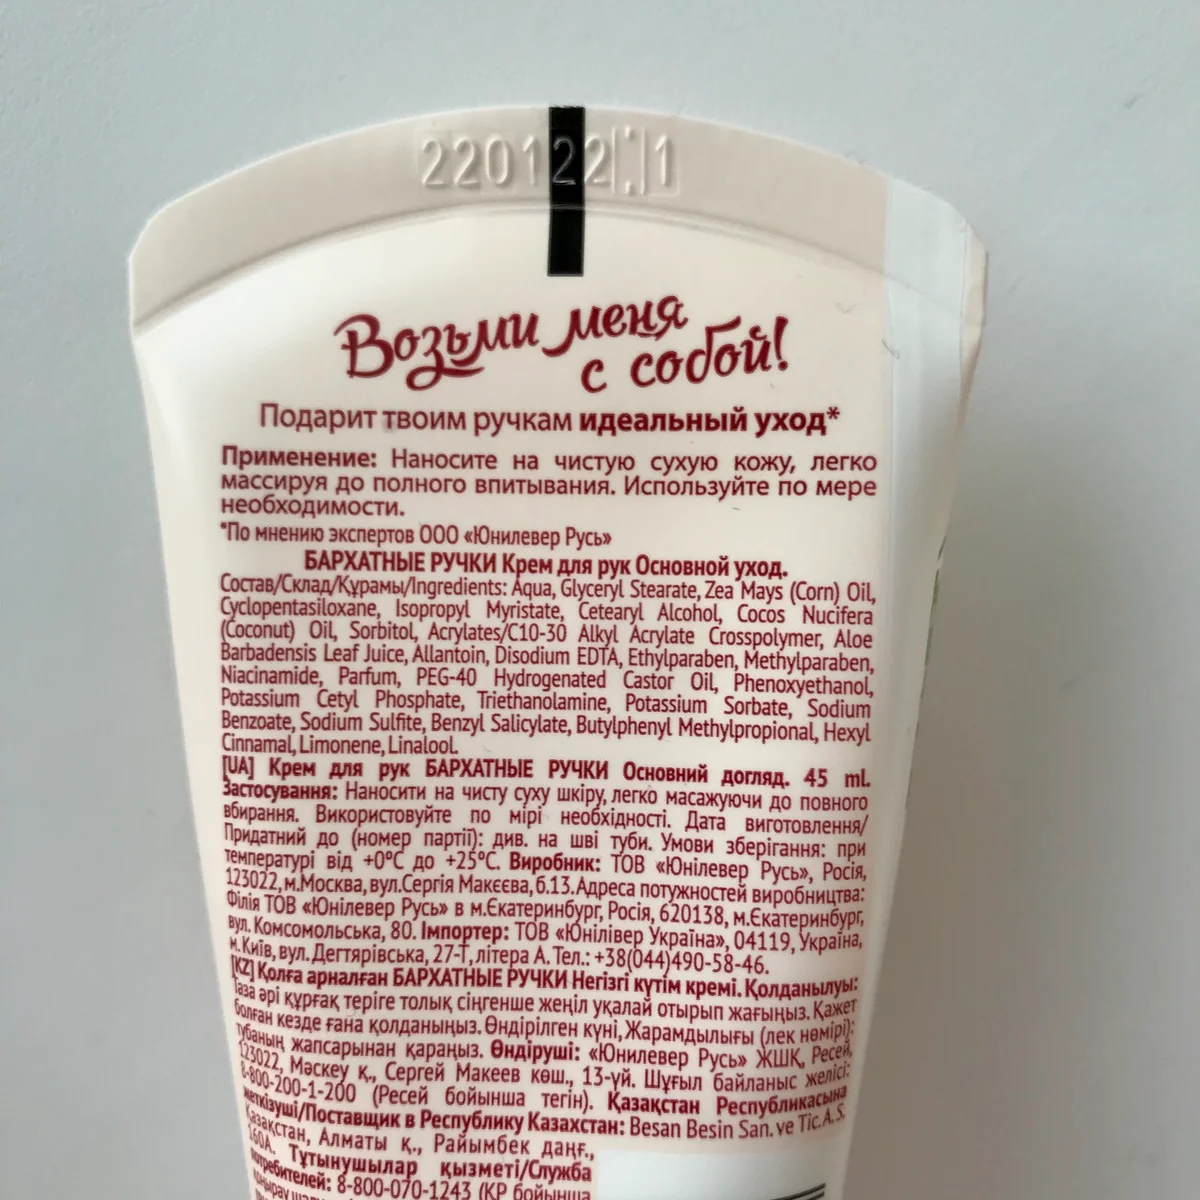 220122 1
Возьми меня
с собой!
Подарит твоим ручкам идеальный уход*
Применение: Наносите на чистую сухую кожу, легко
массируя до полного впитывания. Используйте по мере
необходимости.
*По мнению экспертов ООО «Юнилевер Русь»
БАРХАТНЫЕ РУЧКИ Крем для рук Основной уход.
Состав/Склад/Құрамы/Ingredients: Aqua, Glyceryl Stearate, Zea Mays (Corn) Oil,
Cyclopentasiloxane, Isopropyl Myristate, Cetearyl Alcohol, Cocos Nucifera
(Coconut) Oil, Sorbitol, Acrylates/C10-30 Alkyl Acrylate Crosspolymer, Aloe
Barbadensis Leaf Juice, Allantoin, Disodium EDTA, Ethylparaben, Methylparaben,
Niacinamide, Parfum, PEG-40 Hydrogenated Castor Oil, Phenoxyethanol,
Potassium Cetyl Phosphate, Triethanolamine, Potassium Sorbate, Sodium
Benzoate, Sodium Sulfite, Benzyl Salicylate, Butylphenyl Methylpropional, Hexyl
Cinnamal, Limonene, Linalool.
[UA] Крем для рук БАРХАТНЫЕ РУЧКИ Основний догляд. 45 ml.
Застосування: Наносити на чисту суху шкіру, легко масажуючи до повного
вбирання. Використовуйте по мірі необхідності. Дата виготовлення/
Придатний до (номер партії): див. на шві туби. Умови зберігання: при
температурі від +0°C до +25°C. Виробник: ТОВ «Юнілевер Русь», Росія,
123022, м.Москва, вул.Сергія Макєєва, б.13. Адреса потужностей виробництва:
Філія ТОВ «Юнілевер Русь» в м.Єкатеринбург, Росія, 620138, м.Єкатеринбург,
вул. Комсомольська, 80. Імпортер: ТОВ «Юнілівер Україна», 04119, Україна,
м.Київ, вул. Дегтярівська, 27-Т, літера А. Тел.: +38(044)490-58-46.
[KZ] Қолға арналған БАРХАТНЫЕ РУЧКИ Негізгі күтім кремі. Қолданылуы:
Таза әрі құрғақ теріге толық сіңгенше жеңіл уқалай отырып жағыңыз. Қажет
болған кезде ғана қолданыңыз. Өндірілген күні, Жарамдылығы (лек нөмірі):
тубаның жапсарынан қараңыз. Өндіруші: «Юнилевер Русь» ЖШҚ, Ресей,
123022, Мәскеу қ., Сергей Макеев көш., 13-үй. Шұғыл байланыс желісі:
8-800-200-1-200 (Ресей бойынша тегін). Қазақстан Республикасына
жеткізуші/Поставщик в Республику Казахстан: Besan Besin San. ve Tic. A. S.
Қазақстан, Алматы қ., Райымбек даңғ.,
160А. Тұтынушылар қызметі/Служба
потребителей: 8-800-070-1243 (ҚР бойынша
қоңырау